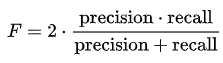 F = 2 · (precision · recall) / (precision + recall)